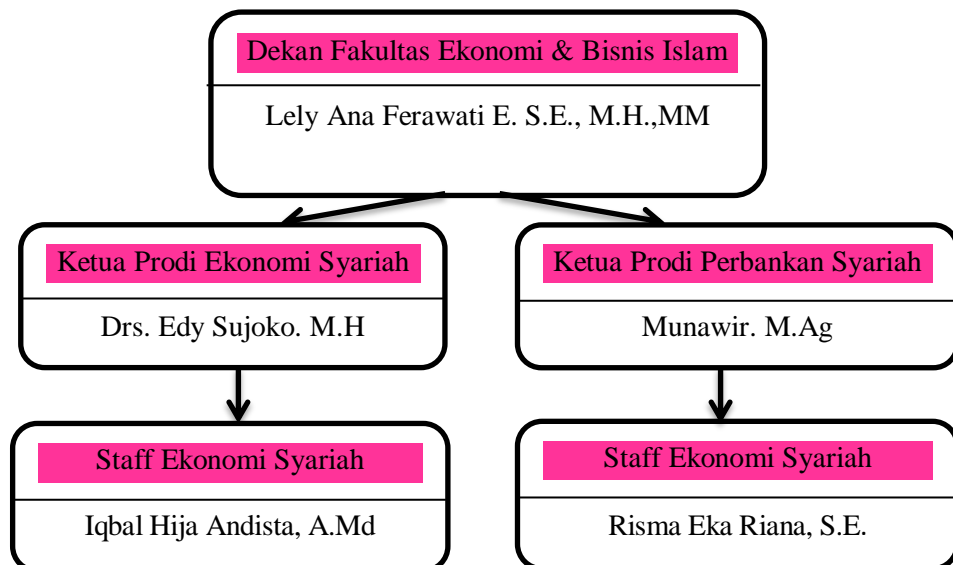 Dekan Fakultas Ekonomi & Bisnis Islam
Lely Ana Ferawati E. S.E., M.H.,MM
Ketua Prodi Ekonomi Syariah
Drs. Edy Sujoko. M.H
Ketua Prodi Perbankan Syariah
Munawir. M.Ag
Staff Ekonomi Syariah
Iqbal Hija Andista, A.Md
Staff Ekonomi Syariah
Risma Eka Riana, S.E.